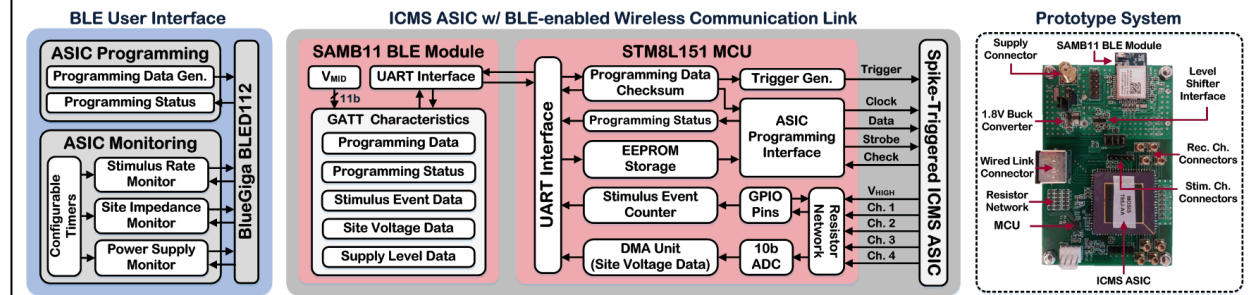 BLE User Interface
ASIC Programming
Programming Data Gen.
Programming Status
ASIC Monitoring
Configurable
Timers
Stimulus Rate
Monitor
Site Impedance
Monitor
Power Supply
Monitor
BlueGiga BLED112
ICMS ASIC w/ BLE-enabled Wireless Communication Link
SAMB11 BLE Module
VMID
UART Interface
11b
GATT Characteristics
Programming Data
Programming Status
Stimulus Event Data
Site Voltage Data
Supply Level Data
STM8L151 MCU
UART Interface
Programming Data
Checksum
Trigger Gen.
Programming Status
EEPROM
Storage
ASIC
Programming
Interface
Stimulus Event
Counter
GPIO
Pins
DMA Unit
(Site Voltage Data)
10b
ADC
Resistor
Network
Trigger
Clock
Data
Strobe
Check
VHIGH
Ch. 1
Ch. 2
Ch. 3
Ch. 4
Spike-Triggered ICMS ASIC
Prototype System
Supply
Connector
SAMB11 BLE Module
Level
Shifter
Interface
1.8V Buck
Converter
Wired Link
Connector
Rec. Ch.
Connectors
Resistor
Network
Stim. Ch.
Connectors
MCU
MOSIS
ICMS ASIC